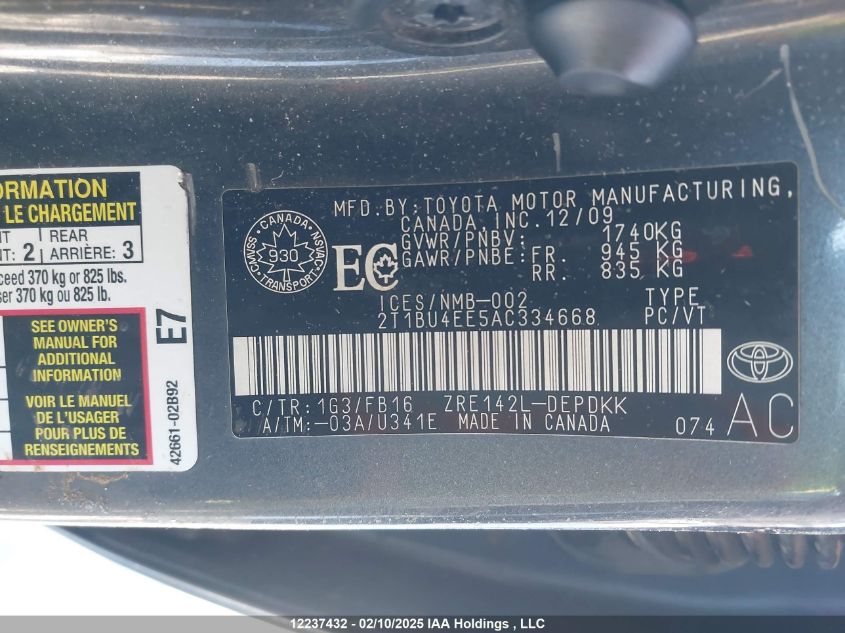 ORMATION
LE CHARGEMENT
NT REAR
NT: 2 ARRIÈRE: 3
ceed 370 kg or 825 lbs.
ser 370 kg ou 825 lb.
SEE OWNER'S
MANUAL FOR
ADDITIONAL
INFORMATION
VOIR LE MANUEL
DE L'USAGER
POUR PLUS DE
RENSEIGNEMENTS
E7
42661-02B92
CANADA
CMVSS
NSVAC
930
TRANSPORT
EC
MFD.BY:TOYOTA MOTOR MANUFACTURING,
CANADA,INC.12/09
GVWR/PNBV: 1740KG
GAWR/PNBE:FR. 945 KG
RR. 835 KG
ICES/NMB-002 TYPE
2T1BU4EE5AC334668 PC/VT
C/TR:1G3/FB16 ZRE142L-DEPDKK
A/TM:-03A/U341E MADE IN CANADA 074 AC
12237432 - 02/10/2025 IAA Holdings , LLC